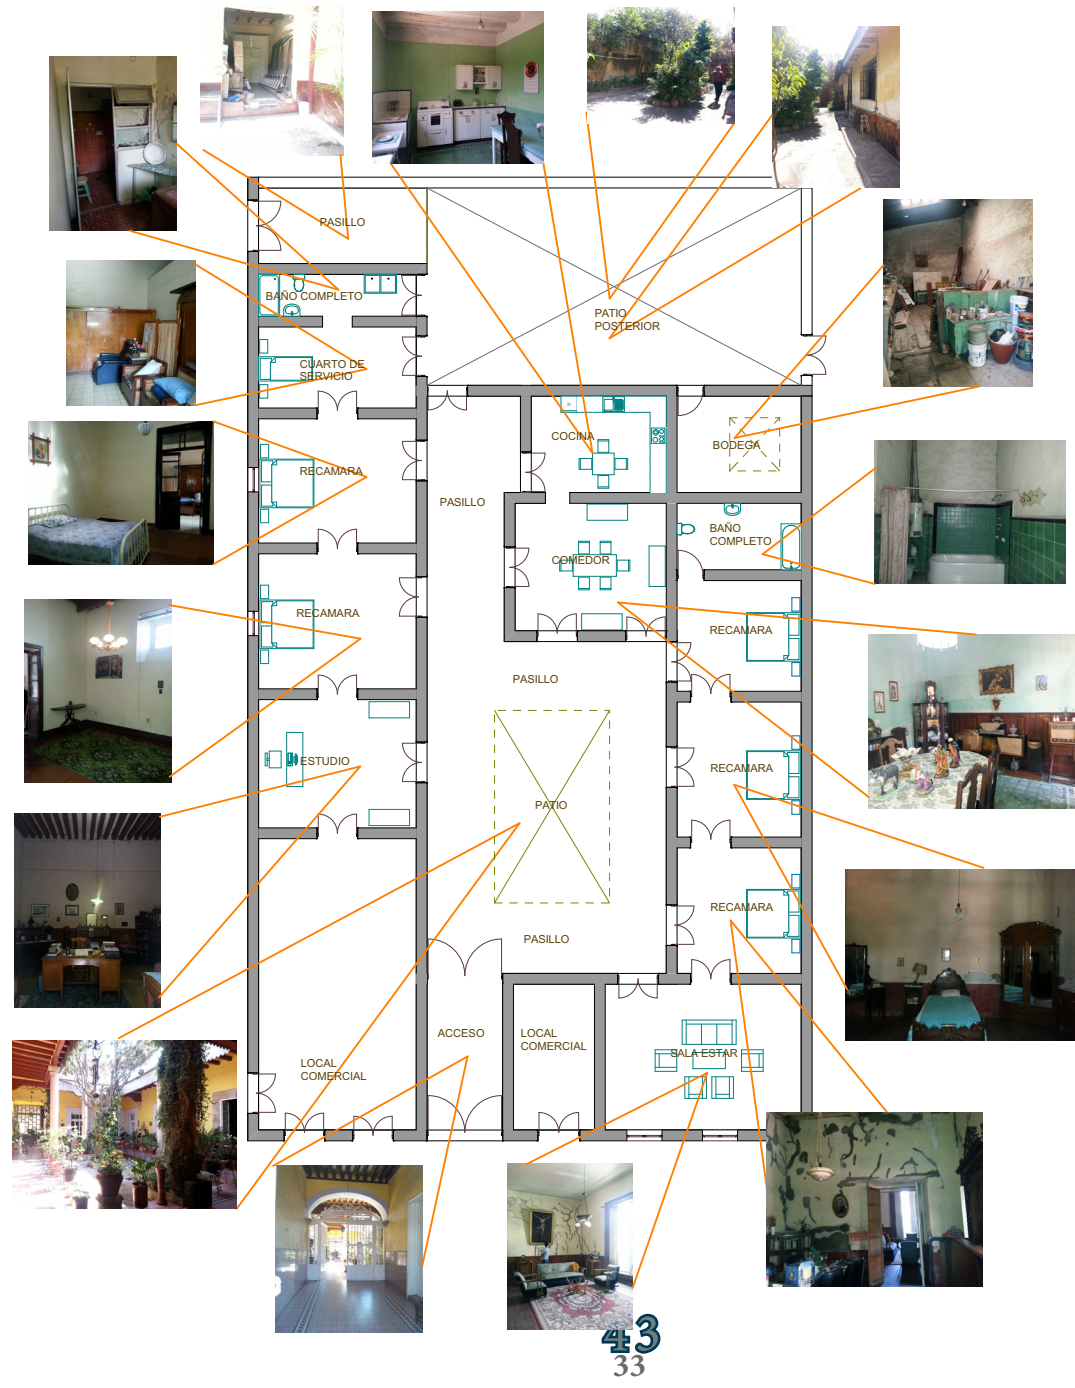 PASILLO
BAÑO COMPLETO
PATIO
POSTERIOR
CUARTO DE
SERVICIO
COCINA
BODEGA
RECAMARA
PASILLO
BAÑO
COMPLETO
COMEDOR
RECAMARA
RECAMARA
PASILLO
ESTUDIO
RECAMARA
PATIO
RECAMARA
PASILLO
ACCESO
LOCAL
COMERCIAL
SALA ESTAR
LOCAL
COMERCIAL
43
33